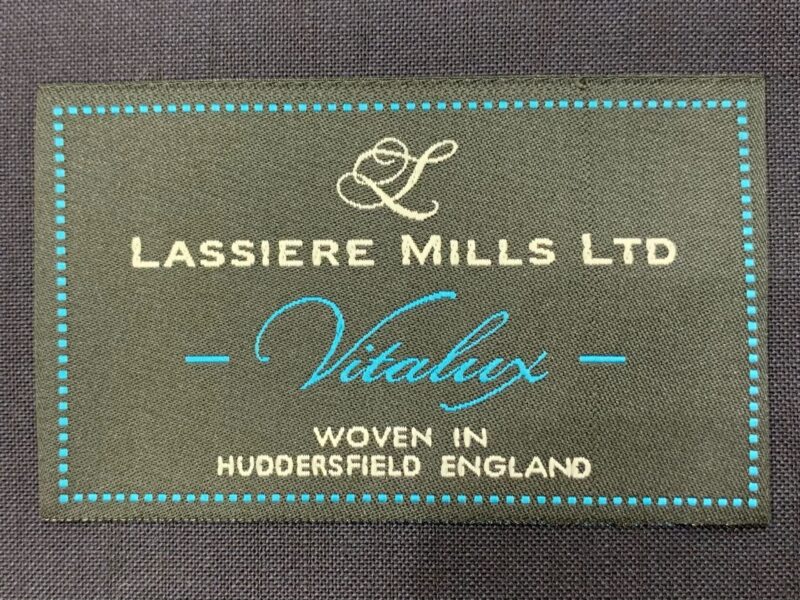 L
LASSIERE MILLS LTD
– Vitalux –
WOVEN IN
HUDDERSFIELD ENGLAND